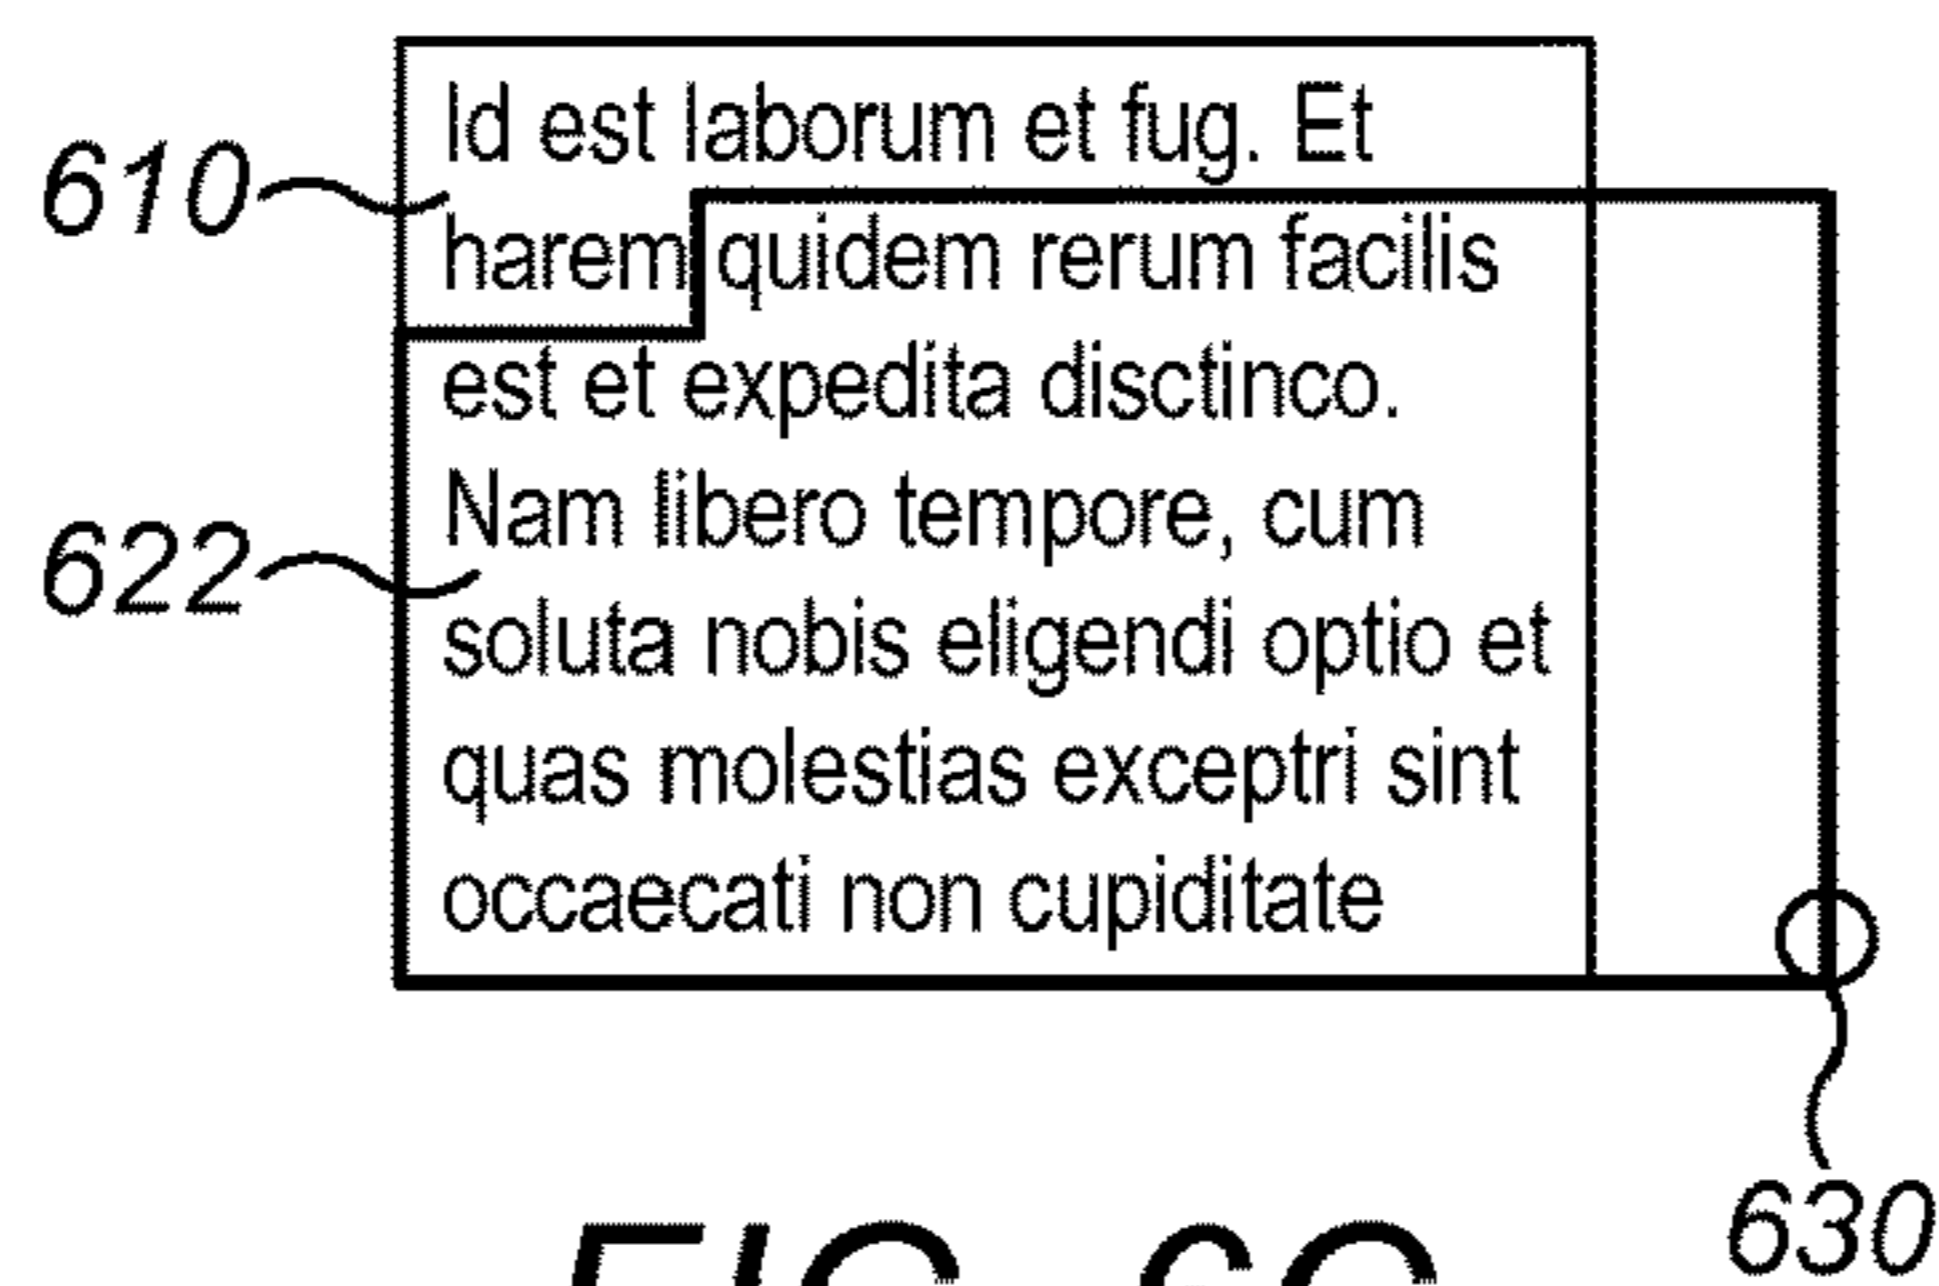 Id est laborum et fug. Et
610
harem quidem rerum facilis
est et expedita disctinco.
Nam libero tempore, cum
622
soluta nobis eligendi optio et
quas molestias exceptri sint
occaecati non cupiditate
630